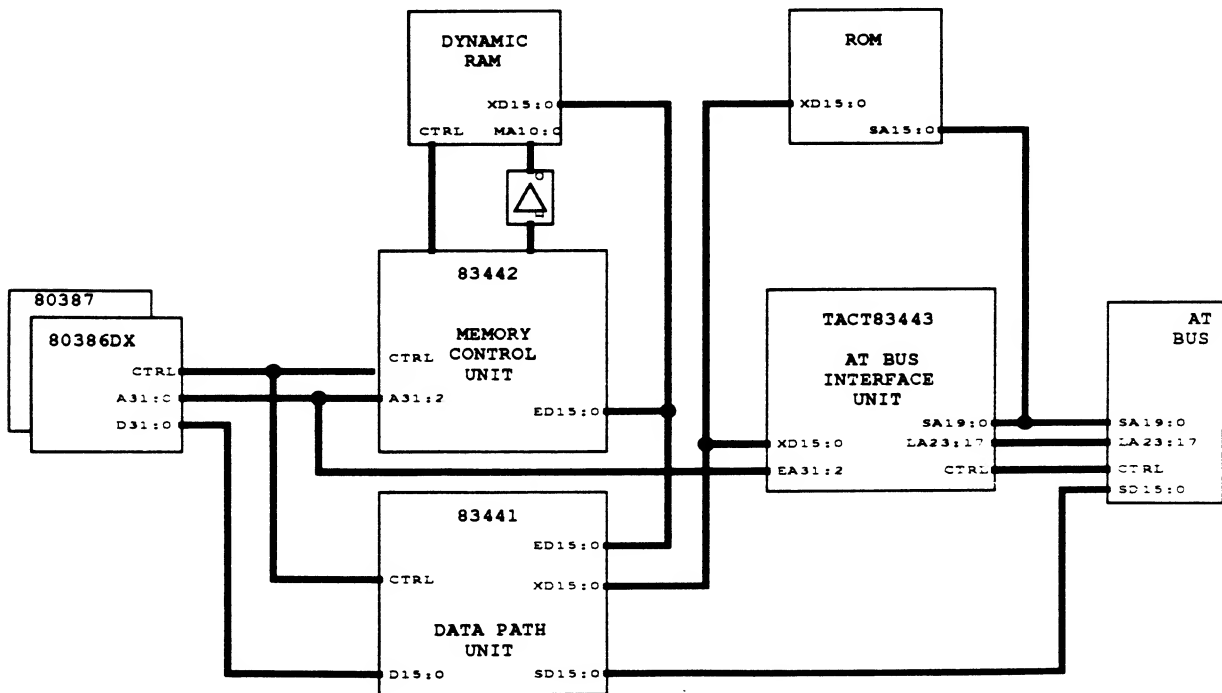 DYNAMIC
RAM
XD15:0
CTRL
MA10:0
ROM
XD15:0
SA15:0
80387
80386DX
CTRL
A31:0
D31:0
83442
MEMORY
CONTROL
UNIT
CTRL
A31:2
ED15:0
TACT83443
AT BUS
INTERFACE
UNIT
SA19:0
LA23:17
CTRL
XD15:0
EA31:2
AT
BUS
SA19:0
LA23:17
CTRL
SD15:0
83441
ED15:0
XD15:0
CTRL
DATA PATH
UNIT
D15:0
SD15:0